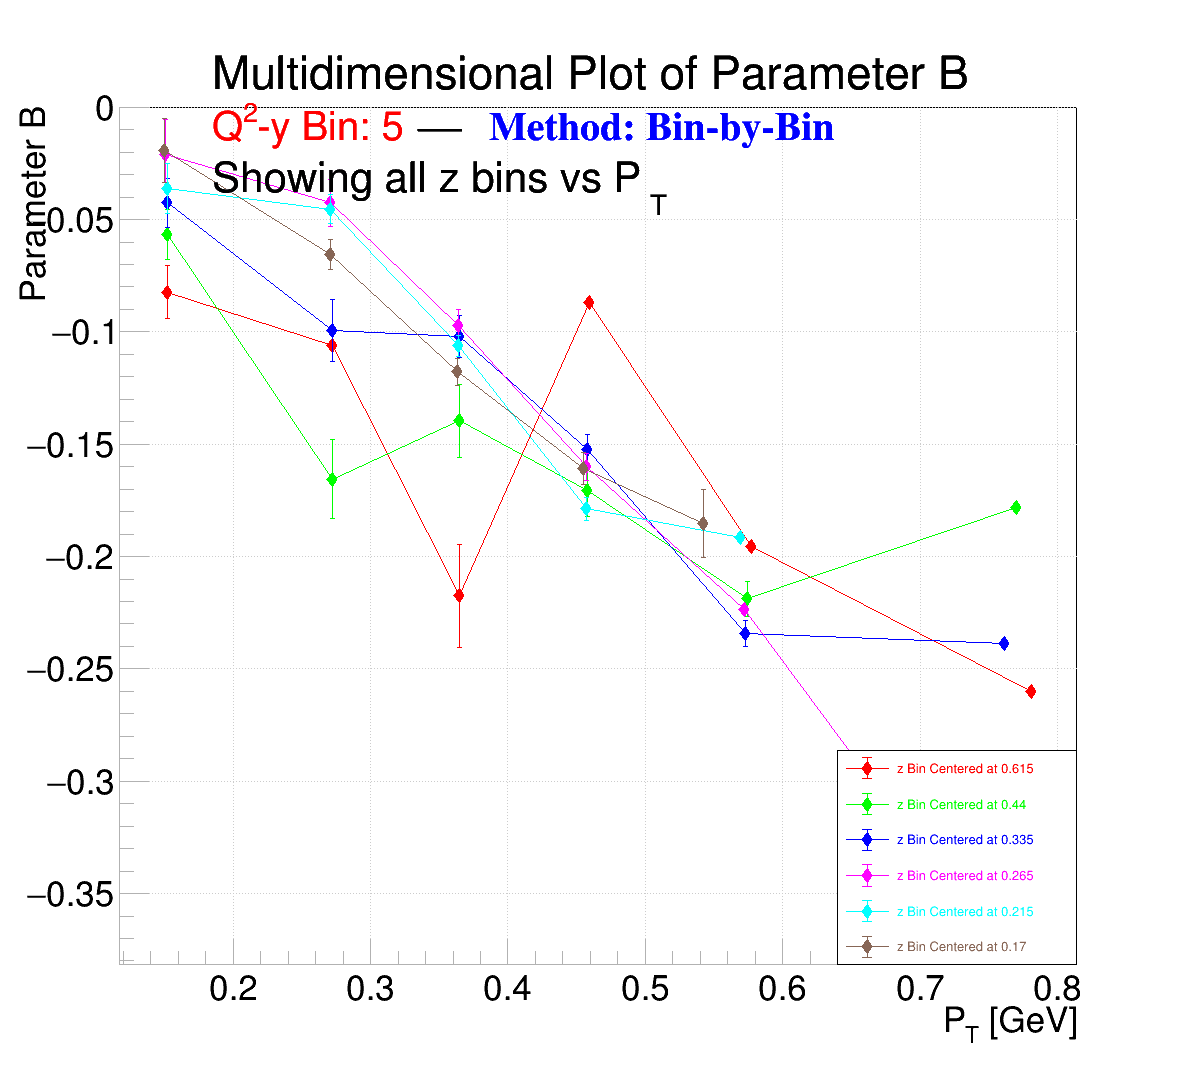 Multidimensional Plot of Parameter B
Q²-y Bin: 5 — Method: Bin-by-Bin
Showing all z bins vs P_T
Parameter B
0
0.05
−0.1
−0.15
−0.2
−0.25
−0.3
−0.35
z Bin Centered at 0.615
z Bin Centered at 0.44
z Bin Centered at 0.335
z Bin Centered at 0.265
z Bin Centered at 0.215
z Bin Centered at 0.17
0.2 0.3 0.4 0.5 0.6 0.7 0.8
P_T [GeV]